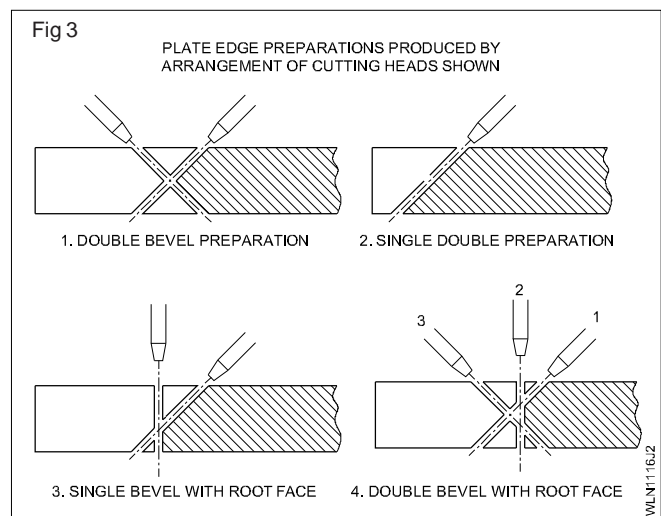 Fig 3
PLATE EDGE PREPARATIONS PRODUCED BY
ARRANGEMENT OF CUTTING HEADS SHOWN
1. DOUBLE BEVEL PREPARATION
2. SINGLE DOUBLE PREPARATION
3
2
1
3. SINGLE BEVEL WITH ROOT FACE
4. DOUBLE BEVEL WITH ROOT FACE
WLN1116J2